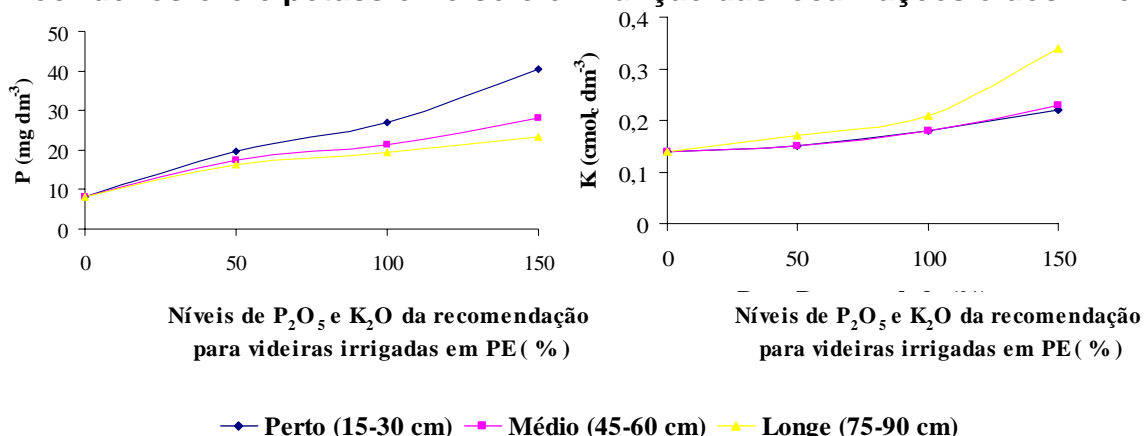 50
40
30
20
10
0
P (mg dm⁻³)
0 50 100 150
Níveis de P₂O₅ e K₂O da recomendação
para videiras irrigadas em PE ( % )
0,4
0,3
0,2
0,1
0
K (cmolc dm⁻³)
0 50 100 150
Níveis de P₂O₅ e K₂O da recomendação
para videiras irrigadas em PE ( % )
Perto (15-30 cm) Médio (45-60 cm) Longe (75-90 cm)